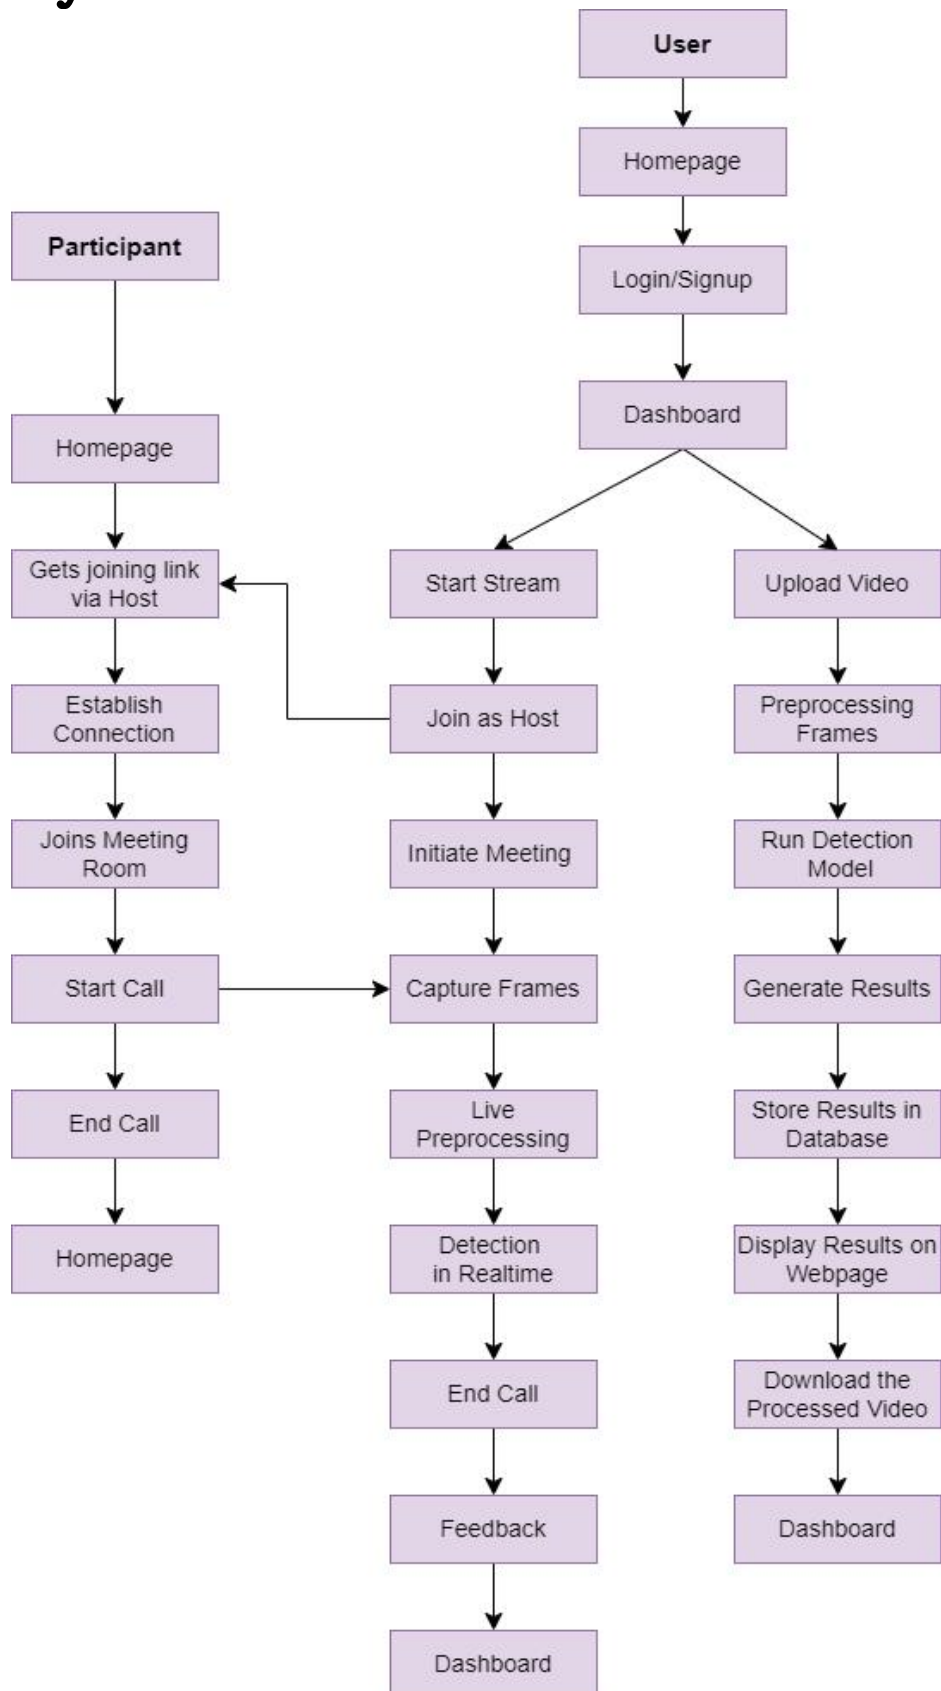 User
Homepage
Login/Signup
Dashboard
Participant
Homepage
Gets joining link
via Host
Establish
Connection
Joins Meeting
Room
Start Call
End Call
Homepage
Start Stream
Join as Host
Initiate Meeting
Capture Frames
Live
Preprocessing
Detection
in Realtime
End Call
Feedback
Dashboard
Upload Video
Preprocessing
Frames
Run Detection
Model
Generate Results
Store Results in
Database
Display Results on
Webpage
Download the
Processed Video
Dashboard